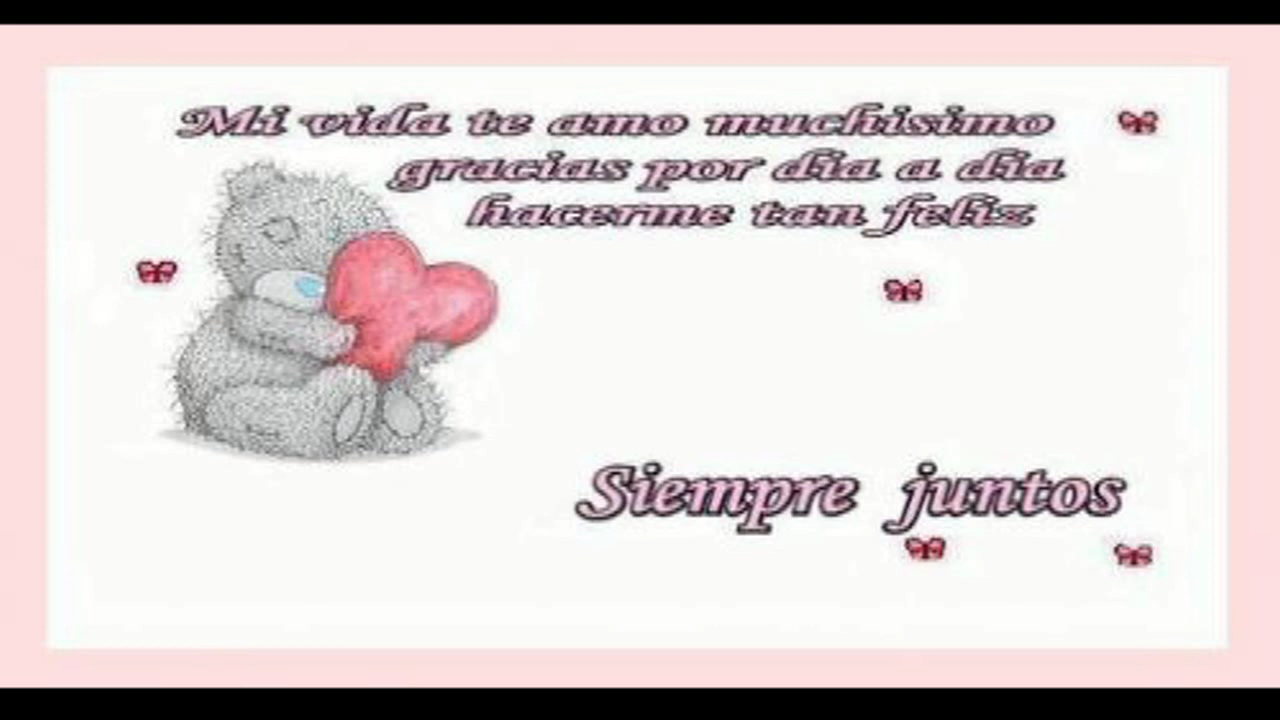 Mi vida te amo muchisimo
gracias por dia a dia
hacerme tan feliz
Siempre juntos